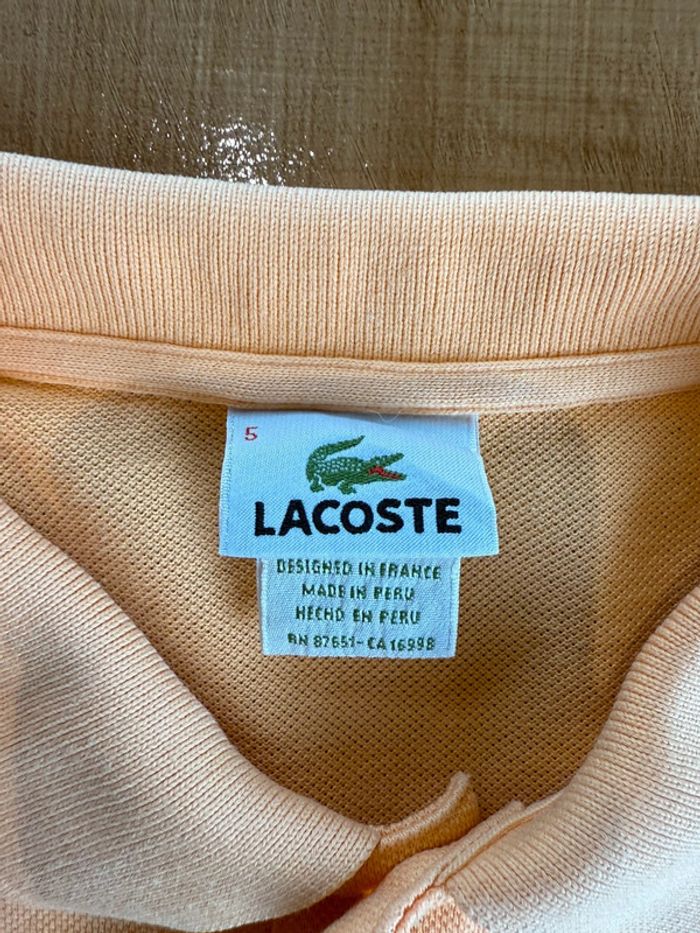 5
LACOSTE
DESIGNED IN FRANCE
MADE IN PERU
HECHO EN PERU
RN 87651-CA 16998